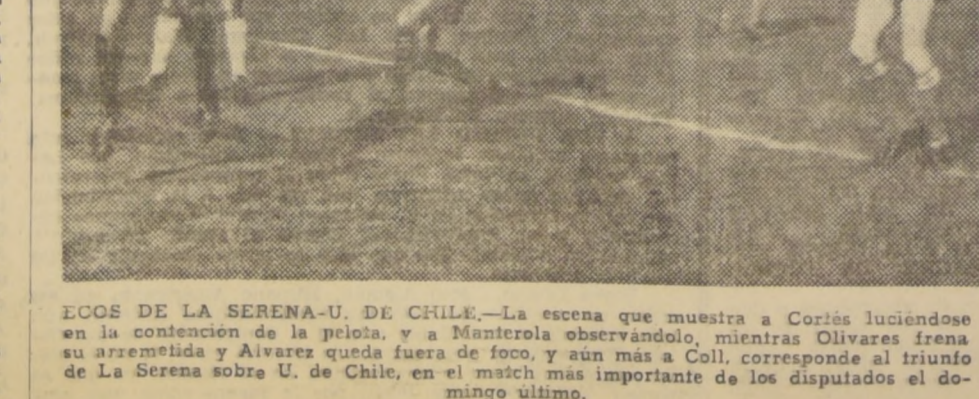 ECOS DE LA SERENA-U. DE CHILE.—La escena que muestra a Cortés luciéndose
en la contención de la pelota, y a Manterola observándolo, mientras Olivares frena
su arremetida y Alvarez queda fuera de foco, y aún más a Coll, corresponde al triunfo
de La Serena sobre U. de Chile, en el match más importante de los disputados el do-
mingo último.